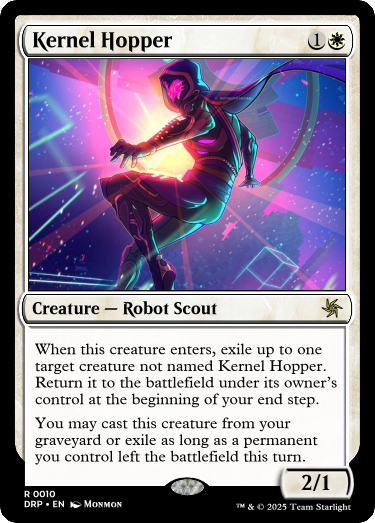 Kernel Hopper 1
Creature — Robot Scout
When this creature enters, exile up to one
target creature not named Kernel Hopper.
Return it to the battlefield under its owner's
control at the beginning of your end step.
You may cast this creature from your
graveyard or exile as long as a permanent
you control left the battlefield this turn.
2/1
R 0010
DRP • EN Monmon
™ & © 2025 Team Starlight